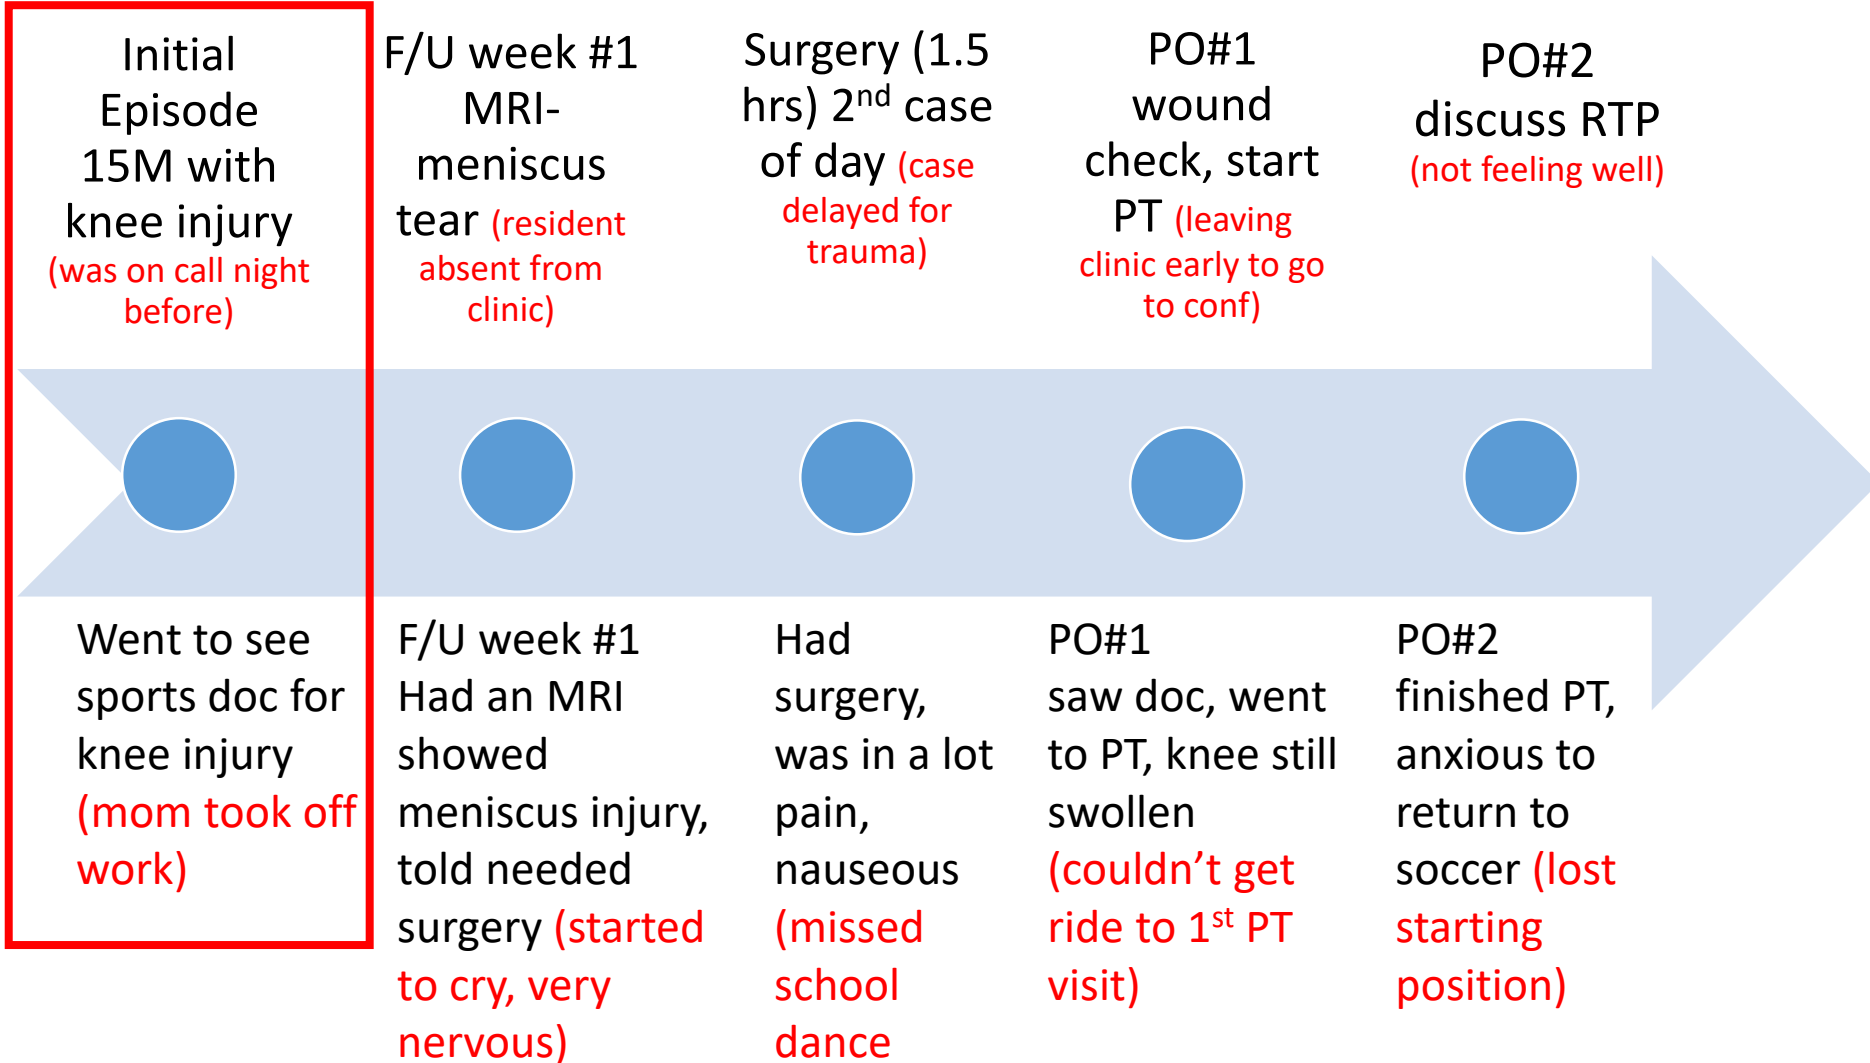 Initial
Episode
15M with
knee injury
(was on call night
before)
F/U week #1
MRI-
meniscus
tear (resident
absent from
clinic)
Surgery (1.5
hrs) 2nd case
of day (case
delayed for
trauma)
PO#1
wound
check, start
PT (leaving
clinic early to go
to conf)
PO#2
discuss RTP
(not feeling well)
Went to see
sports doc for
knee injury
(mom took off
work)
F/U week #1
Had an MRI
showed
meniscus injury,
told needed
surgery (started
to cry, very
nervous)
Had
surgery,
was in a lot
pain,
nauseous
(missed
school
dance
PO#1
saw doc, went
to PT, knee still
swollen
(couldn’t get
ride to 1st PT
visit)
PO#2
finished PT,
anxious to
return to
soccer (lost
starting
position)